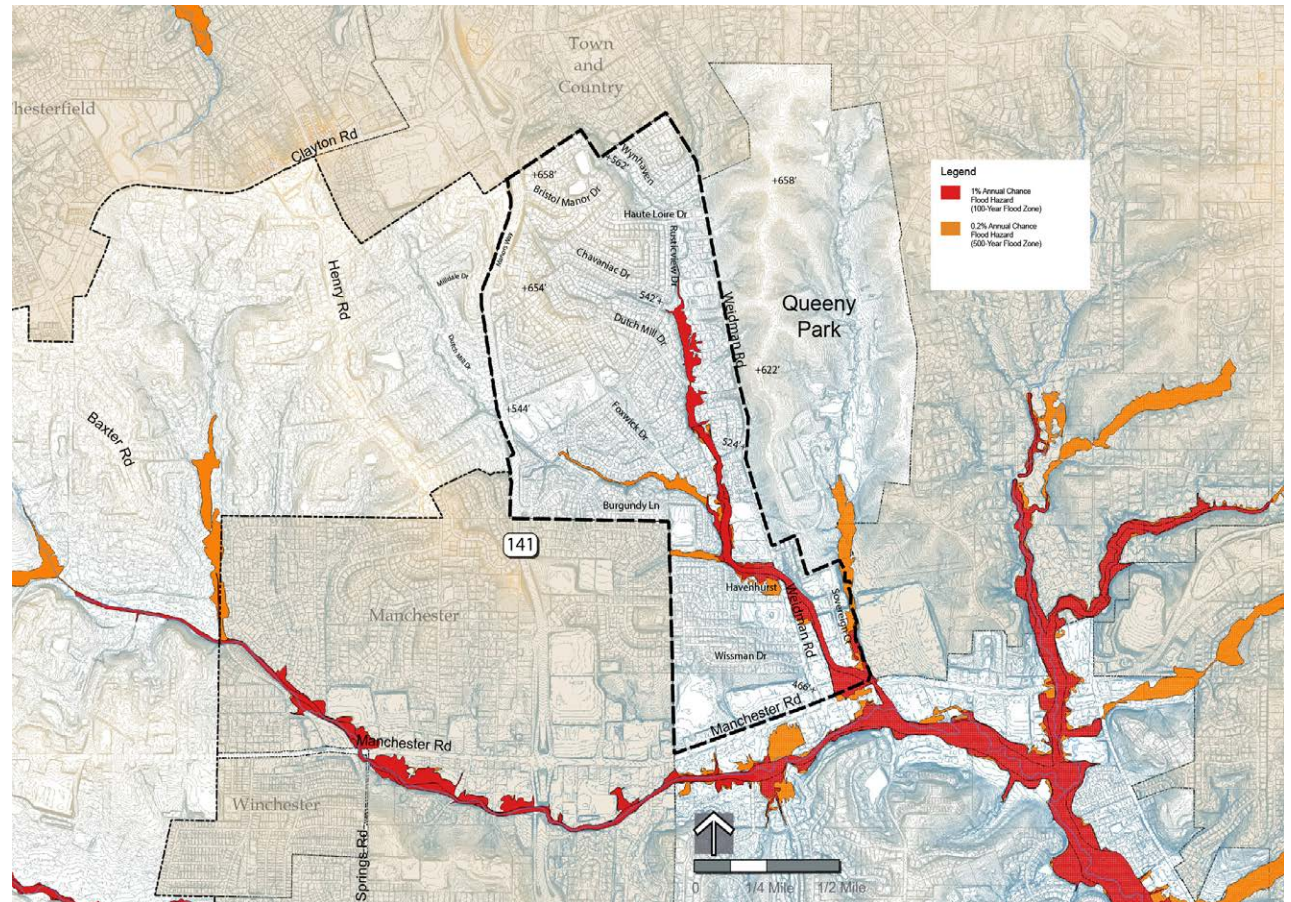 Town
and
Country
hesterfield
Clayton Rd
Wynhaven
+562'
+658'
Bristol Manor Dr
+658'
Legend
1% Annual Chance
Flood Hazard
(100-Year Flood Zone)
0.2% Annual Chance
Flood Hazard
(500-Year Flood Zone)
Haute Loire Dr
Rusticview Dr
Henry Rd
Milldale Dr
Chavaniac Dr
+654'
542'+
Queeny
Park
Dutch Mill Dr
Dutch Mill Dr
Weidman Rd
+622'
+544'
Foxwick Dr
Baxter Rd
524'+
Burgundy Ln
141
Manchester
Havenhurst
Weidman Rd
Sovereign Ct
Wissman Dr
466'+
Manchester Rd
Manchester Rd
Winchester
Springs Rd
0
1/4 Mile
1/2 Mile